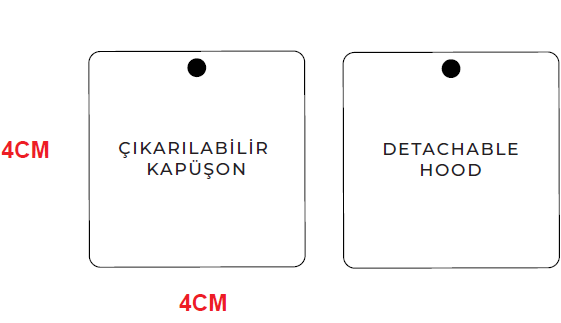 ÇIKARILABİLİR
KAPÜŞON
DETACHABLE
HOOD
4CM
4CM